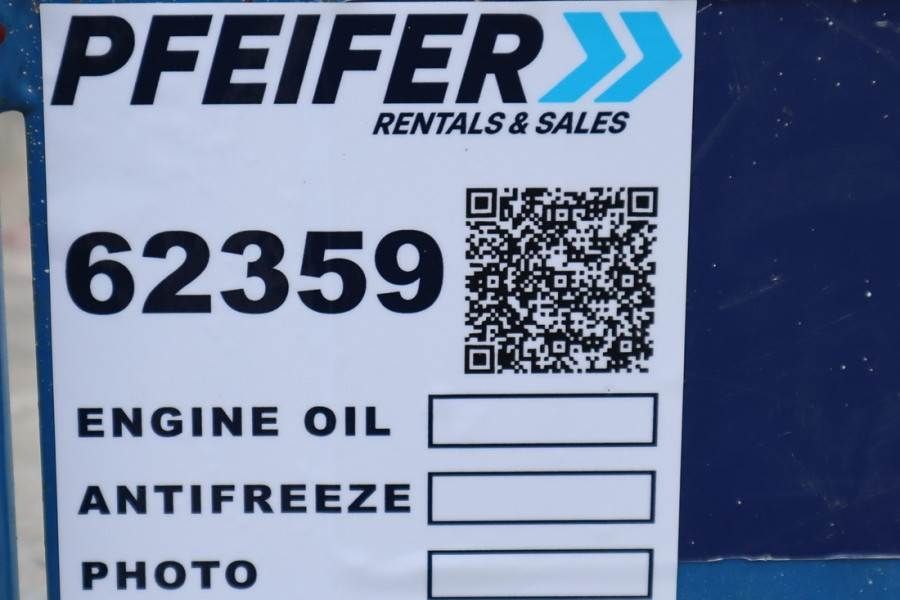 PFEIFER
RENTALS & SALES
62359
ENGINE OIL
ANTIFREEZE
PHOTO